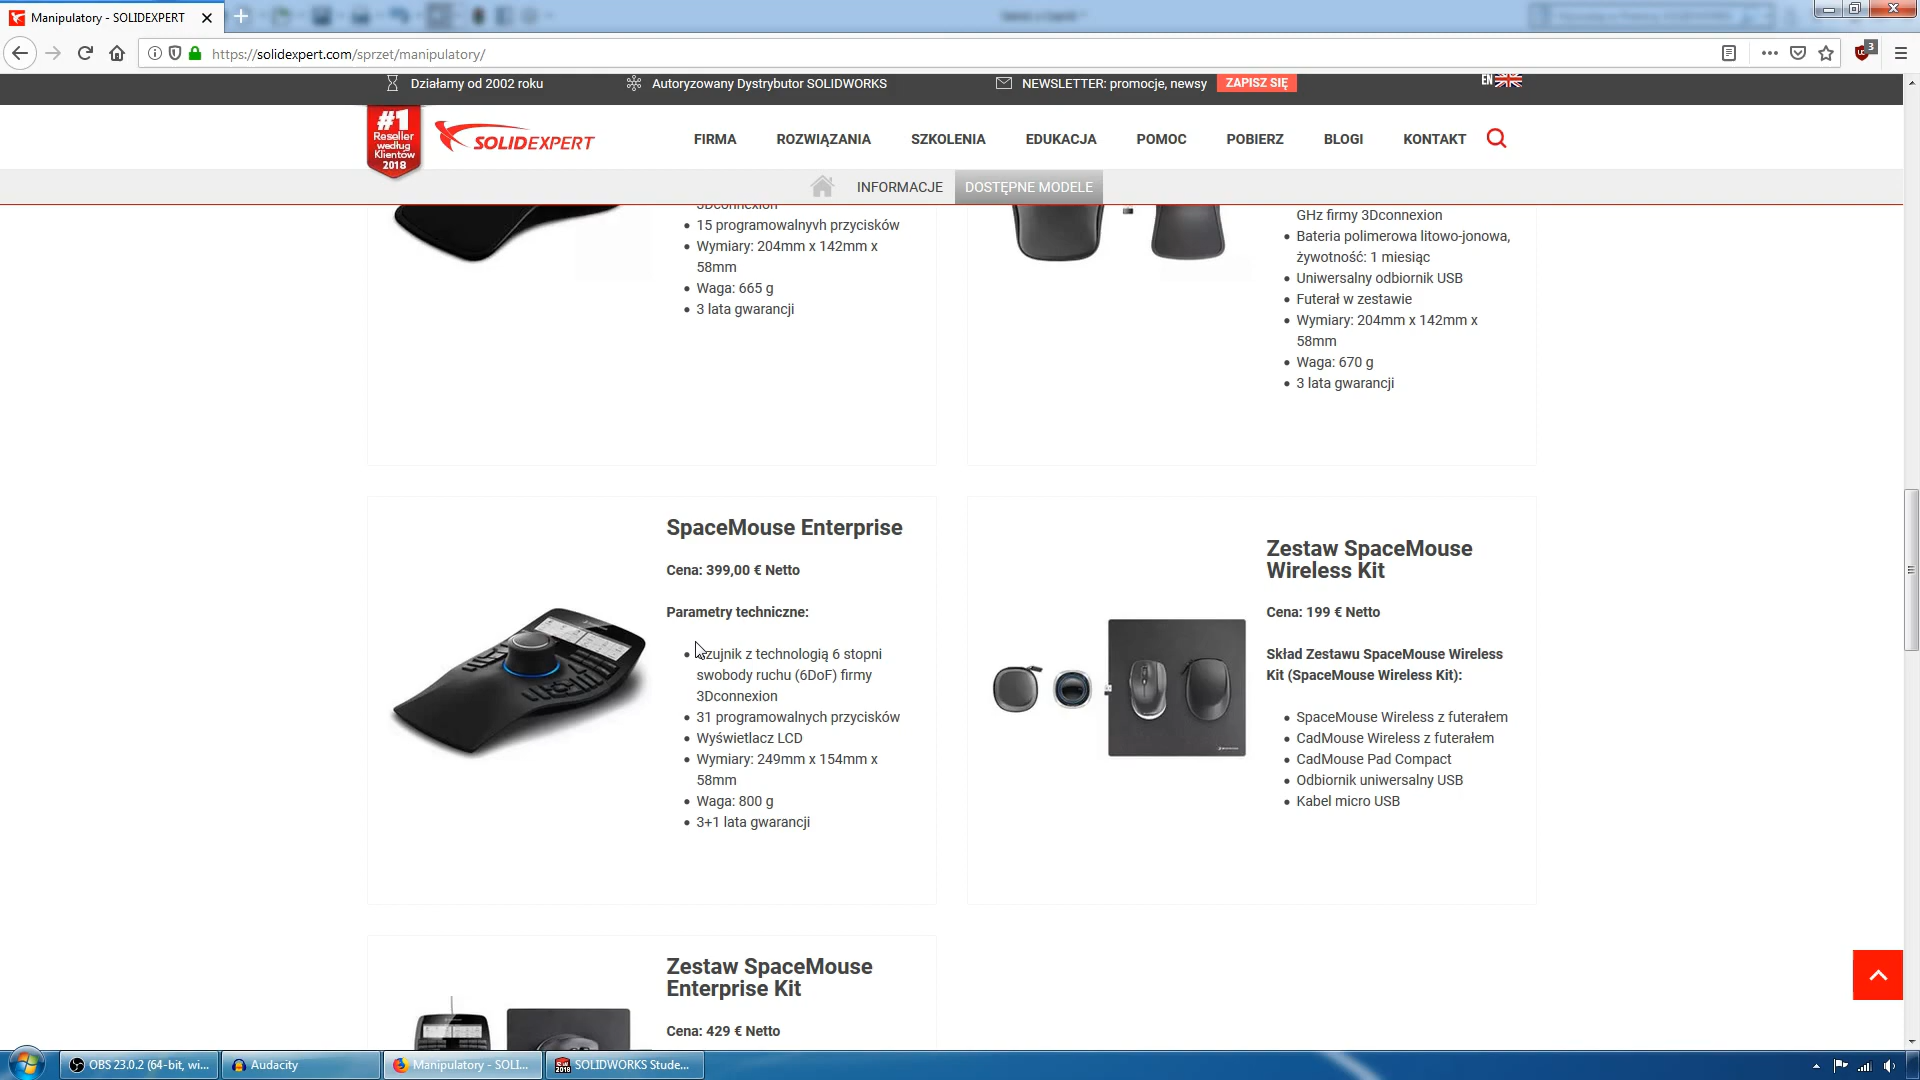 Manipulatory - SOLIDEXPERT
https://solidexpert.com/sprzet/manipulatory/
3
Działamy od 2002 roku
Autoryzowany Dystrybutor SOLIDWORKS
NEWSLETTER: promocje, newsy
ZAPISZ SIĘ
EN
#1
Reseller
według
Klientów
2018
SOLIDEXPERT
FIRMA
ROZWIĄZANIA
SZKOLENIA
EDUKACJA
POMOC
POBIERZ
BLOGI
KONTAKT
INFORMACJE
DOSTĘPNE MODELE
3Dconnexion
• 15 programowalnyvh przycisków
• Wymiary: 204mm x 142mm x
58mm
• Waga: 665 g
• 3 lata gwarancji
GHz firmy 3Dconnexion
• Bateria polimerowa litowo-jonowa,
żywotność: 1 miesiąc
• Uniwersalny odbiornik USB
• Futerał w zestawie
• Wymiary: 204mm x 142mm x
58mm
• Waga: 670 g
• 3 lata gwarancji
SpaceMouse Enterprise
Cena: 399,00 € Netto
Parametry techniczne:
• zujnik z technologią 6 stopni
swobody ruchu (6DoF) firmy
3Dconnexion
• 31 programowalnych przycisków
• Wyświetlacz LCD
• Wymiary: 249mm x 154mm x
58mm
• Waga: 800 g
• 3+1 lata gwarancji
Zestaw SpaceMouse
Wireless Kit
Cena: 199 € Netto
Skład Zestawu SpaceMouse Wireless
Kit (SpaceMouse Wireless Kit):
• SpaceMouse Wireless z futerałem
• CadMouse Wireless z futerałem
• CadMouse Pad Compact
• Odbiornik uniwersalny USB
• Kabel micro USB
Zestaw SpaceMouse
Enterprise Kit
Cena: 429 € Netto
OBS 23.0.2 (64-bit, wi...
Audacity
Manipulatory - SOLI...
SOLIDWORKS Stude...